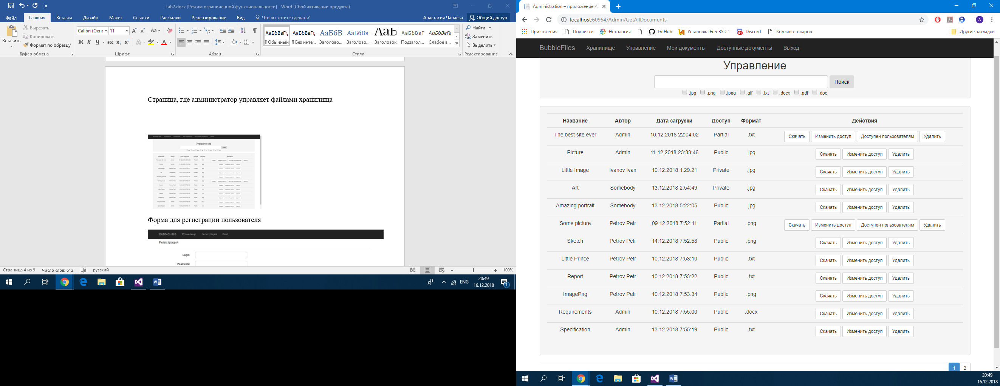 Lab2.docx [Режим ограниченной функциональности] - Word (Сбой активации продукта)
Файл Главная Вставка Дизайн Макет Ссылки Рассылки Рецензирование Вид Что вы хотите сделать? Анастасия Чапаева Общий доступ
Вставить
Вырезать
Копировать
Формат по образцу
Буфер обмена
Calibri (Оснс 11
Ж К Ч abc x₂ x²
Шрифт
Абзац
АаБбВвГг, АаБбВвГг, АаБбВ АаБбВв АаБ АаБбВвГ АаБбВвГг
¶ Обычный ¶ Без инте... Заголово... Заголово... Заголовок Подзагол... Слабое в...
Стили
Найти
Заменить
Выделить
Редактирование
Страница, где администратор управляет файлами хранилища
Управление
Форма для регистрации пользователя
BubbleFiles Хранилище Регистрация Вход
Регистрация
Login
Password
Страница 4 из 9 Число слов: 612 русский 100%
ENG 20:49
16.12.2018
1
Administration – приложение AS
localhost:60954/Admin/GetAllDocuments
Приложения Подписки Нетология GitHub Установка FreeBSD 1 41 Discord Корзина товаров Другие закладки
BubbleFiles Хранилище Управление Мои документы Доступные документы Выход
Управление
Поиск
.jpg .png .jpeg .gif .txt .docx .pdf .doc
Название Автор Дата загрузки Доступ Формат Действия
The best site ever Admin 10.12.2018 22:04:02 Partial .txt Скачать Изменить доступ Доступен пользователям Удалить
Picture Admin 11.12.2018 23:33:46 Public .jpg Скачать Изменить доступ Удалить
Little Image Ivanov Ivan 10.12.2018 1:29:21 Private .jpg Скачать Изменить доступ Удалить
Art Somebody 13.12.2018 2:54:49 Private .jpg Скачать Изменить доступ Удалить
Amazing portrait Somebody 13.12.2018 5:22:05 Public .jpg Скачать Изменить доступ Удалить
Some picture Petrov Petr 09.12.2018 7:52:11 Partial .png Скачать Изменить доступ Доступен пользователям Удалить
Sketch Petrov Petr 14.12.2018 7:52:58 Public .png Скачать Изменить доступ Удалить
Little Prince Petrov Petr 10.12.2018 7:53:10 Public .txt Скачать Изменить доступ Удалить
Report Petrov Petr 10.12.2018 7:53:22 Public .txt Скачать Изменить доступ Удалить
ImagePng Petrov Petr 10.12.2018 7:53:34 Public .png Скачать Изменить доступ Удалить
Requirements Admin 10.12.2018 7:55:00 Public .docx Скачать Изменить доступ Удалить
Specification Admin 13.12.2018 7:55:19 Public .txt Скачать Изменить доступ Удалить
1 2
20:49
16.12.2018